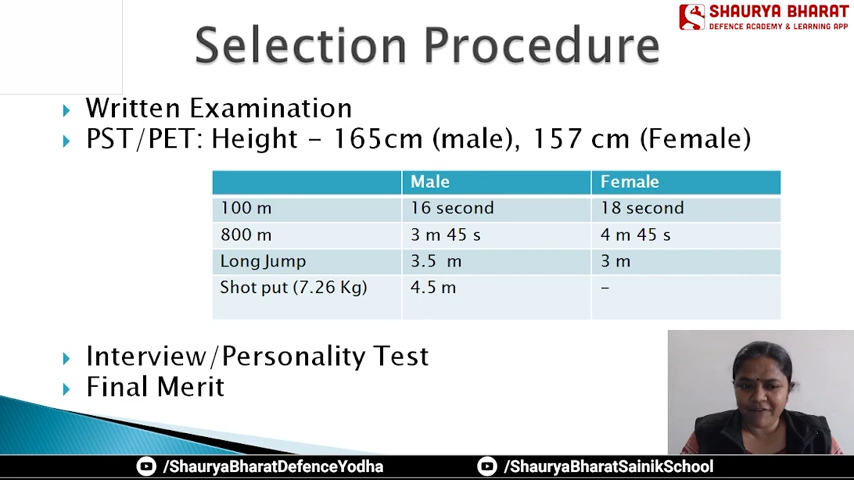 SHAURYA BHARAT
DEFENCE ACADEMY & LEARNING APP
Selection Procedure
Written Examination
PST/PET: Height – 165cm (male), 157 cm (Female)
Male Female
100 m 16 second 18 second
800 m 3 m 45 s 4 m 45 s
Long Jump 3.5 m 3 m
Shot put (7.26 Kg) 4.5 m –
Interview/Personality Test
Final Merit
/ShauryaBharatDefenceYodha /ShauryaBharatSainikSchool